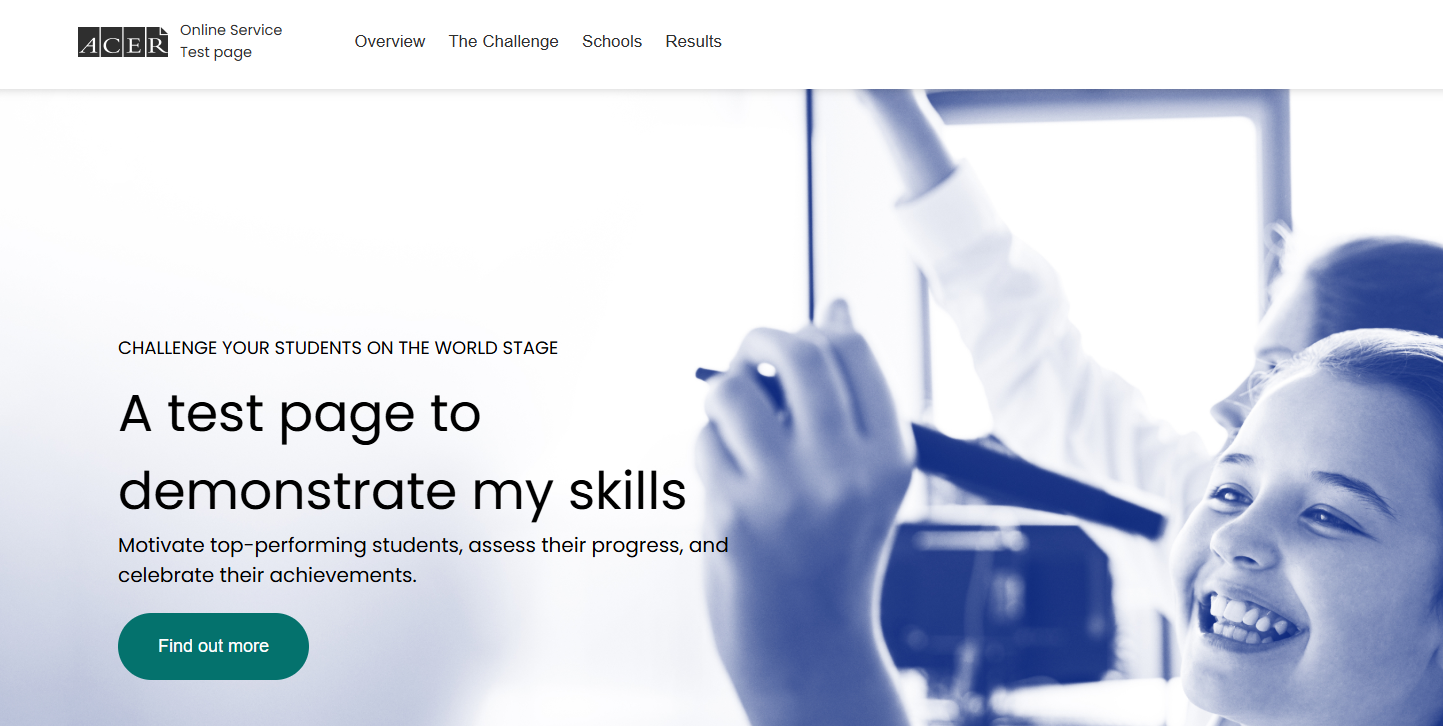 ACER
Online Service
Test page
Overview The Challenge Schools Results
CHALLENGE YOUR STUDENTS ON THE WORLD STAGE
A test page to
demonstrate my skills
Motivate top-performing students, assess their progress, and
celebrate their achievements.
Find out more